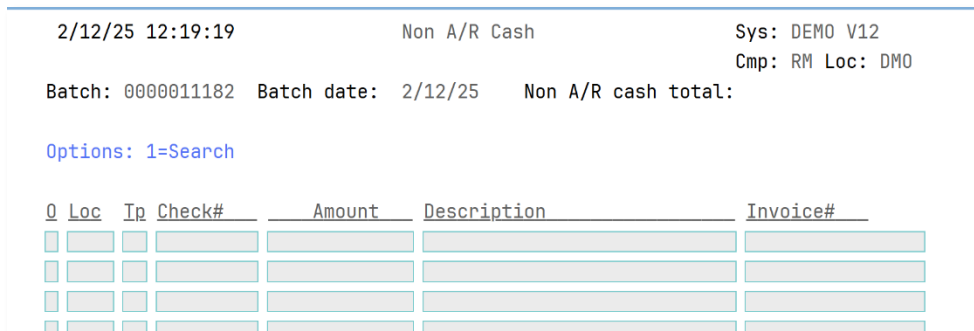 2/12/25 12:19:19 Non A/R Cash Sys: DEMO V12
Cmp: RM Loc: DMO
Batch: 0000011182 Batch date: 2/12/25 Non A/R cash total:
Options: 1=Search
O Loc Tp Check# Amount Description Invoice#